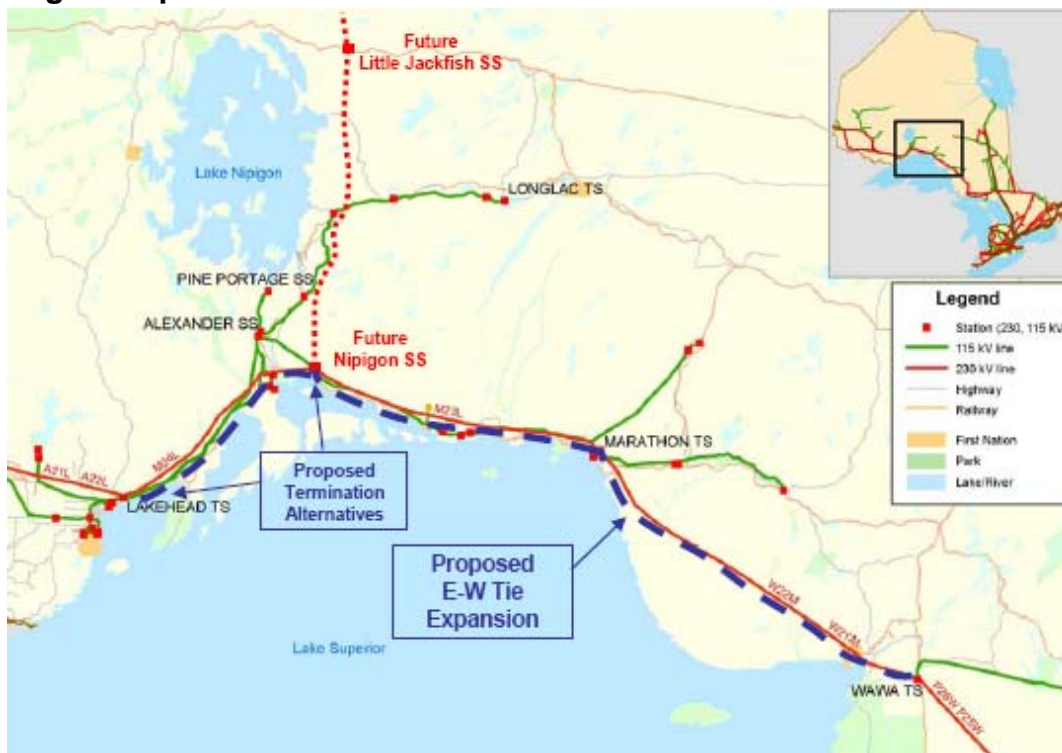 Future
Little Jackfish SS
Lake Nipigon
LONGLAC TS
PINE PORTAGE SS
ALEXANDER SS
Future
Nipigon SS
M23L
MARATHON TS
A21L
A22L
LAKEHEAD TS
Proposed
Termination
Alternatives
Proposed
E-W Tie
Expansion
W22M
W21M
Lake Superior
WAWA TS
P26W P25W
Legend
Station (230, 115 kV
115 kV line
230 kV line
Highway
Railway
First Nation
Park
Lake/River